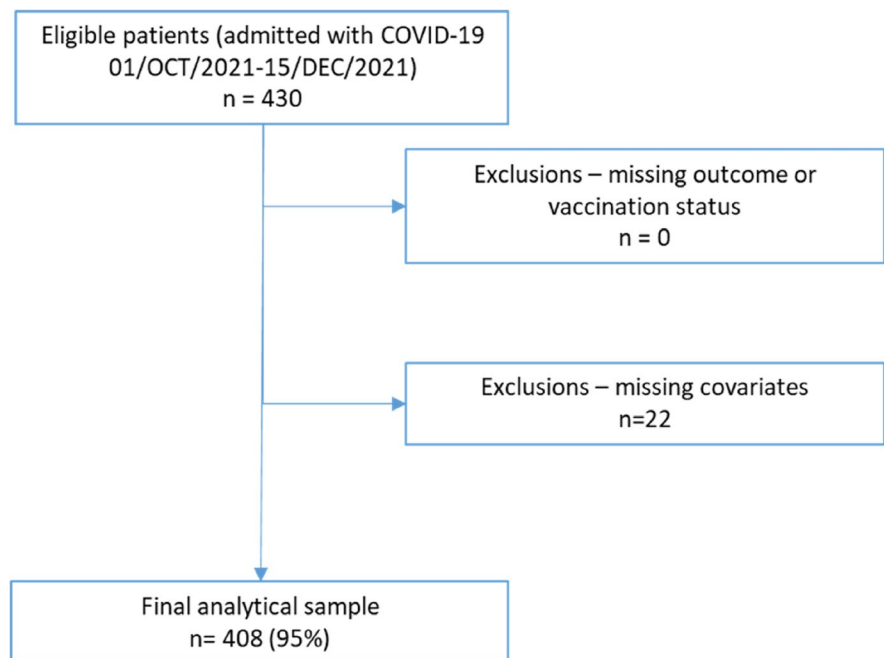 Eligible patients (admitted with COVID-19
01/OCT/2021-15/DEC/2021)
n = 430
Exclusions – missing outcome or
vaccination status
n = 0
Exclusions – missing covariates
n=22
Final analytical sample
n= 408 (95%)